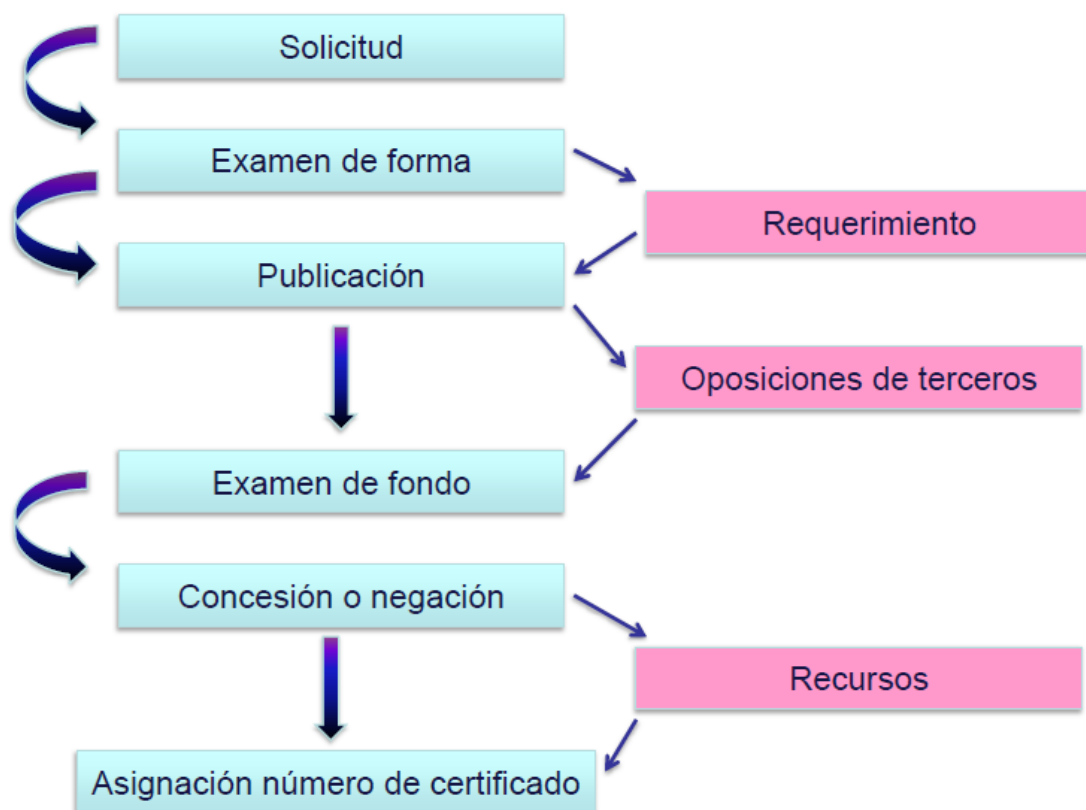 Solicitud
Examen de forma
Requerimiento
Publicación
Oposiciones de terceros
Examen de fondo
Concesión o negación
Recursos
Asignación número de certificado